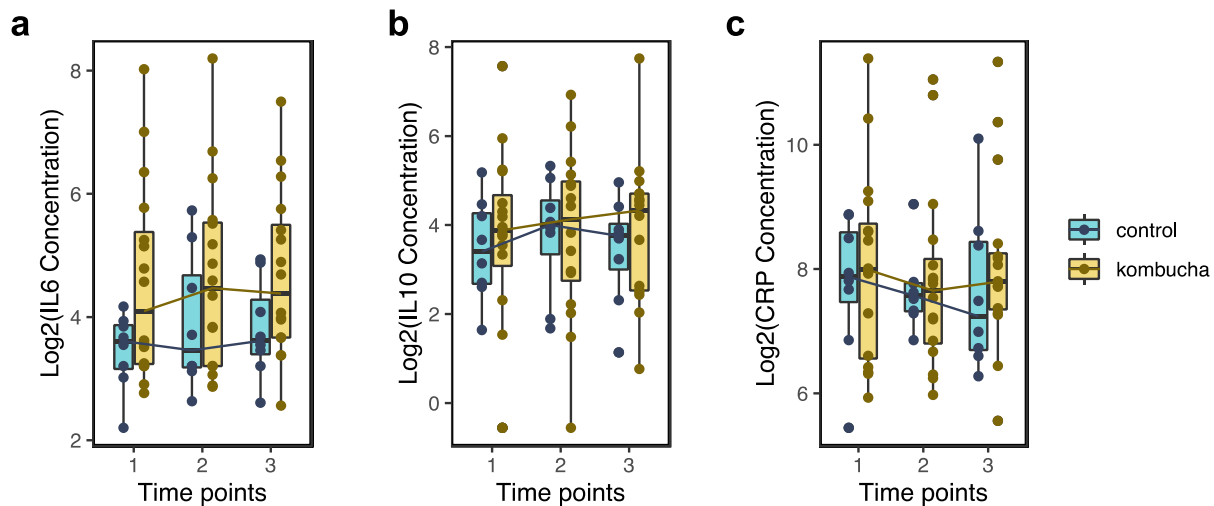 a
Log2(IL6 Concentration)
8
6
4
2
1 2 3
Time points
b
Log2(IL10 Concentration)
8
6
4
2
0
1 2 3
Time points
c
Log2(CRP Concentration)
10
8
6
1 2 3
Time points
control
kombucha